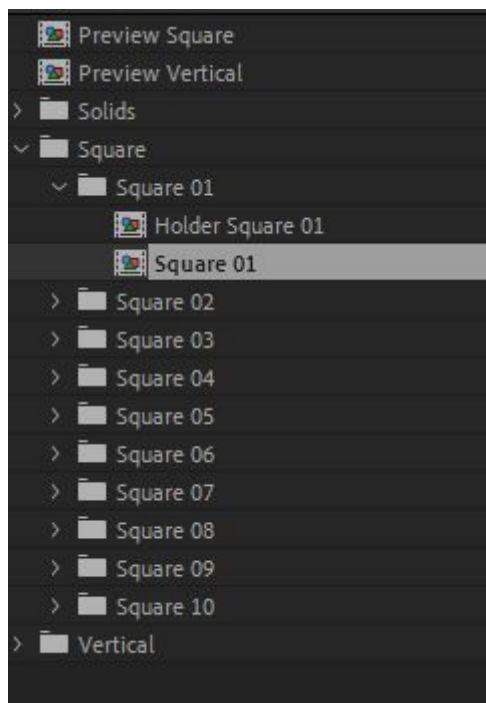 Preview Square
Preview Vertical
Solids
Square
Square 01
Holder Square 01
Square 01
Square 02
Square 03
Square 04
Square 05
Square 06
Square 07
Square 08
Square 09
Square 10
Vertical